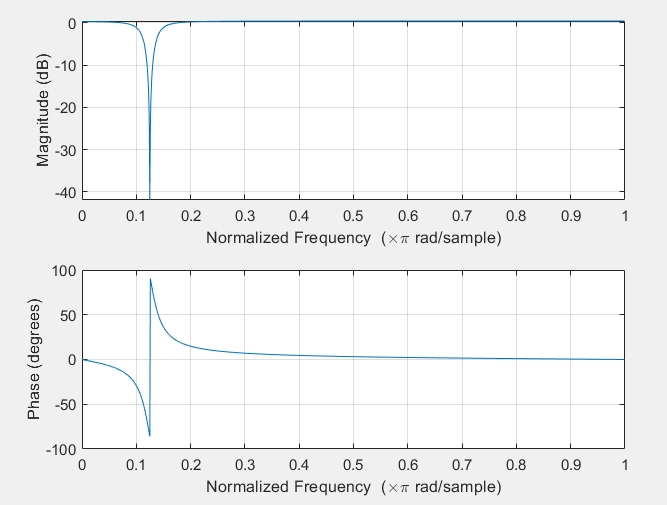 0
-10
-20
-30
-40
Magnitude (dB)
0 0.1 0.2 0.3 0.4 0.5 0.6 0.7 0.8 0.9 1
Normalized Frequency (×π rad/sample)
100
50
0
-50
-100
Phase (degrees)
0 0.1 0.2 0.3 0.4 0.5 0.6 0.7 0.8 0.9 1
Normalized Frequency (×π rad/sample)